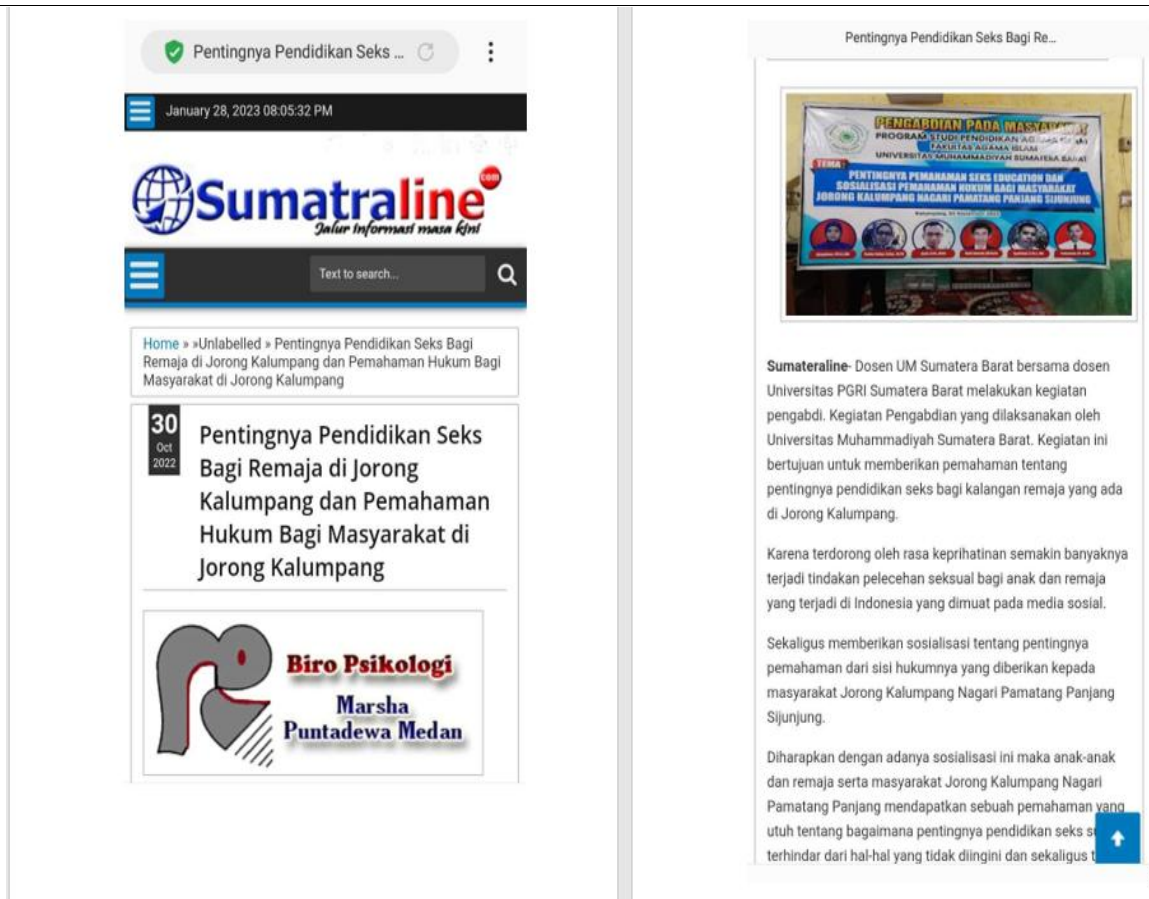 Pentingnya Pendidikan Seks ...
January 28, 2023 08:05:32 PM
Sumatraline
com
Jalur informasi masa kini
Text to search...
Home » »Unlabelled » Pentingnya Pendidikan Seks Bagi
Remaja di Jorong Kalumpang dan Pemahaman Hukum Bagi
Masyarakat di Jorong Kalumpang
30
Oct
2022
Pentingnya Pendidikan Seks
Bagi Remaja di Jorong
Kalumpang dan Pemahaman
Hukum Bagi Masyarakat di
Jorong Kalumpang
Biro Psikologi
Marsha
Puntadewa Medan
Pentingnya Pendidikan Seks Bagi Re...
PENGABDIAN PADA MASYARAKAT
PROGRAM STUDI PENDIDIKAN AGAMA
FAKULTAS AGAMA ISLAM
UNIVERSITAS MUHAMMADIYAH SUMATERA BARAT
TEMA :
PENTINGNYA PEMAHAMAN SEKS EDUCATION DAN
SOSIALISASI PEMAHAMAN HUKUM BAGI MASYARAKAT
JORONG KALUMPANG NAGARI PAMATANG PANJANG SIJUNJUNG
Sumateraline- Dosen UM Sumatera Barat bersama dosen
Universitas PGRI Sumatera Barat melakukan kegiatan
pengabdi. Kegiatan Pengabdian yang dilaksanakan oleh
Universitas Muhammadiyah Sumatera Barat. Kegiatan ini
bertujuan untuk memberikan pemahaman tentang
pentingnya pendidikan seks bagi kalangan remaja yang ada
di Jorong Kalumpang.
Karena terdorong oleh rasa keprihatinan semakin banyaknya
terjadi tindakan pelecehan seksual bagi anak dan remaja
yang terjadi di Indonesia yang dimuat pada media sosial.
Sekaligus memberikan sosialisasi tentang pentingnya
pemahaman dari sisi hukumnya yang diberikan kepada
masyarakat Jorong Kalumpang Nagari Pamatang Panjang
Sijunjung.
Diharapkan dengan adanya sosialisasi ini maka anak-anak
dan remaja serta masyarakat Jorong Kalumpang Nagari
Pamatang Panjang mendapatkan sebuah pemahaman yang
utuh tentang bagaimana pentingnya pendidikan seks
terhindar dari hal-hal yang tidak diingini dan sekaligus